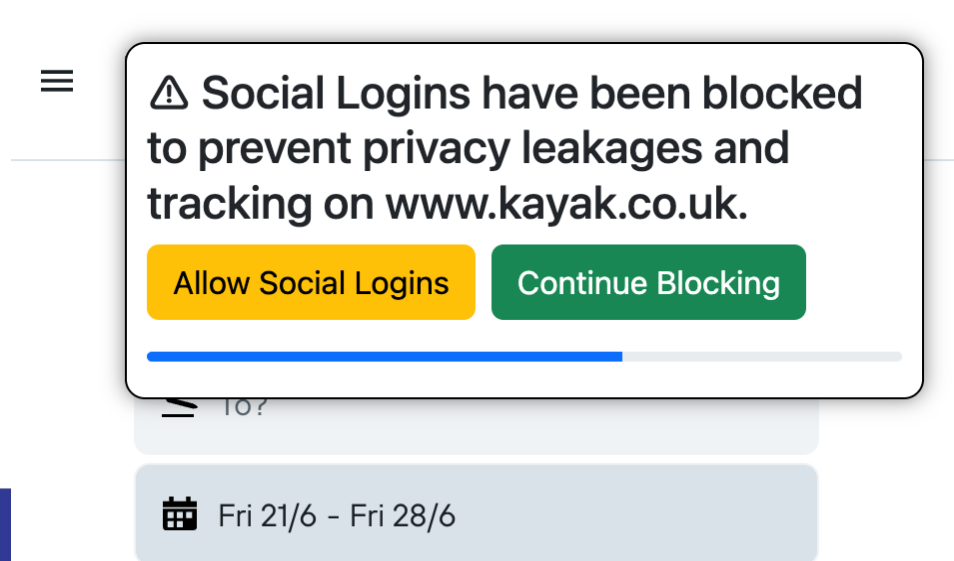 ⚠ Social Logins have been blocked
to prevent privacy leakages and
tracking on www.kayak.co.uk.
Allow Social Logins Continue Blocking
To?
Fri 21/6 - Fri 28/6